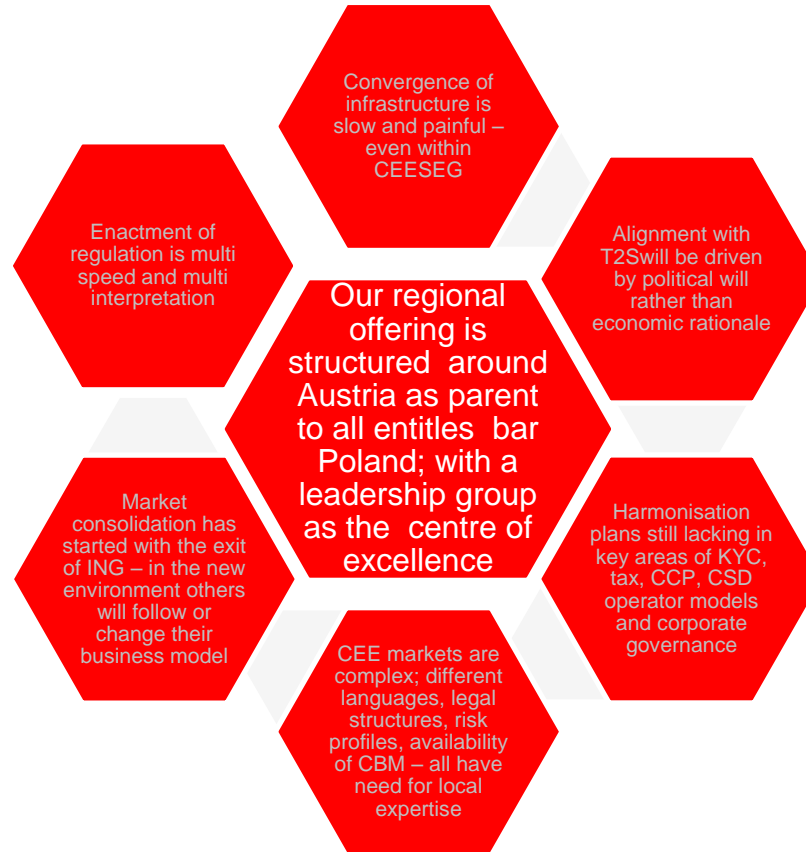 Convergence of
infrastructure is
slow and painful –
even within
CEESEG
Alignment with
T2Swill be driven
by political will
rather than
economic rationale
Harmonisation
plans still lacking in
key areas of KYC,
tax, CCP, CSD
operator models
and corporate
governance
CEE markets are
complex; different
languages, legal
structures, risk
profiles, availability
of CBM – all have
need for local
expertise
Market
consolidation has
started with the exit
of ING – in the new
environment others
will follow or
change their
business model
Enactment of
regulation is multi
speed and multi
interpretation
Our regional
offering is
structured around
Austria as parent
to all entitles bar
Poland; with a
leadership group
as the centre of
excellence